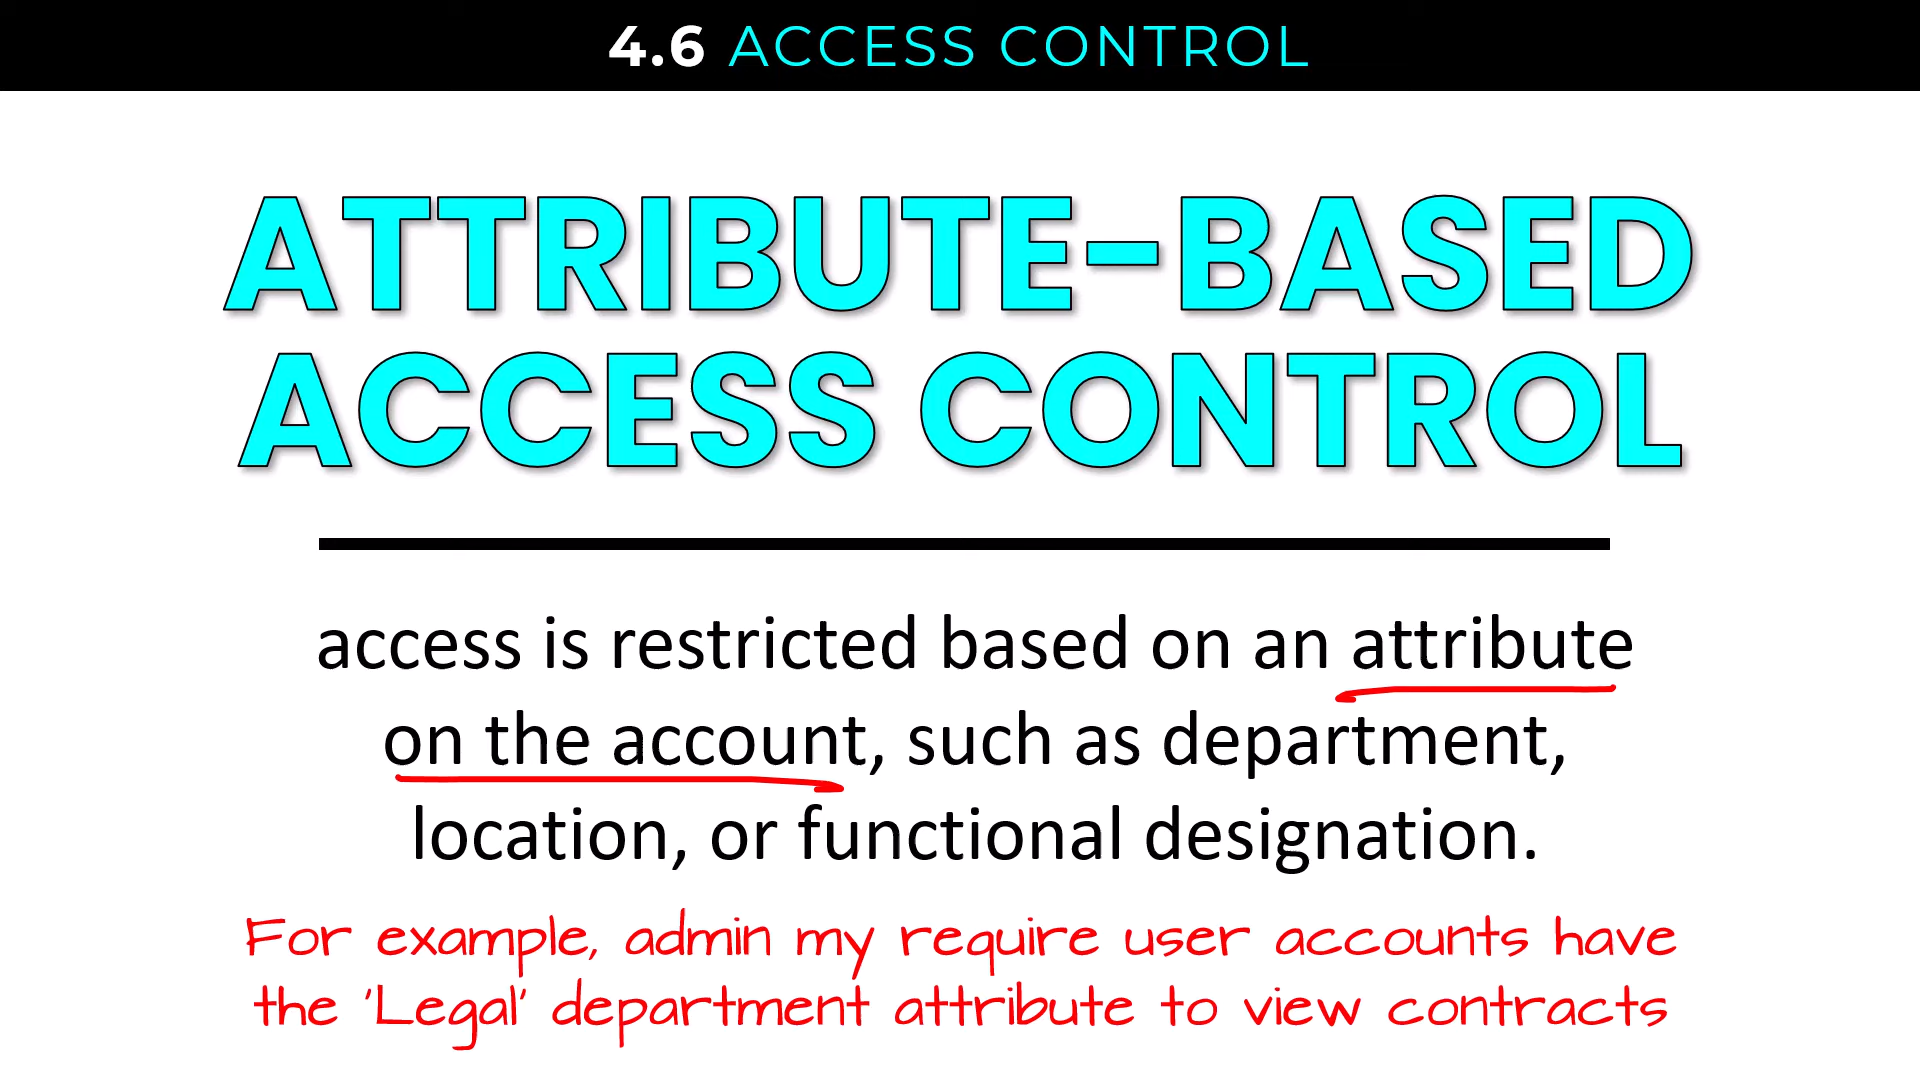 4.6 ACCESS CONTROL
ATTRIBUTE-BASED
ACCESS CONTROL
access is restricted based on an attribute
on the account, such as department,
location, or functional designation.
For example, admin my require user accounts have
the 'Legal' department attribute to view contracts